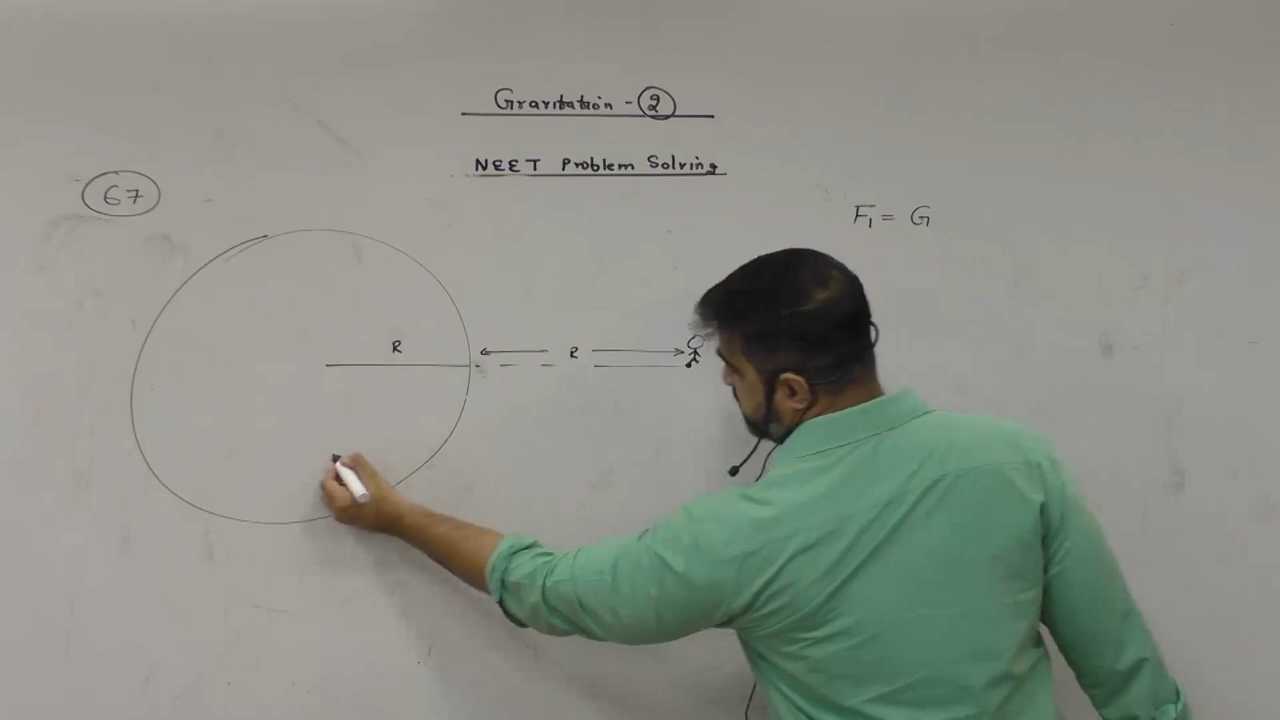 Gravitation - 2
NEET Problem Solving
67
F₁ = G
R
R